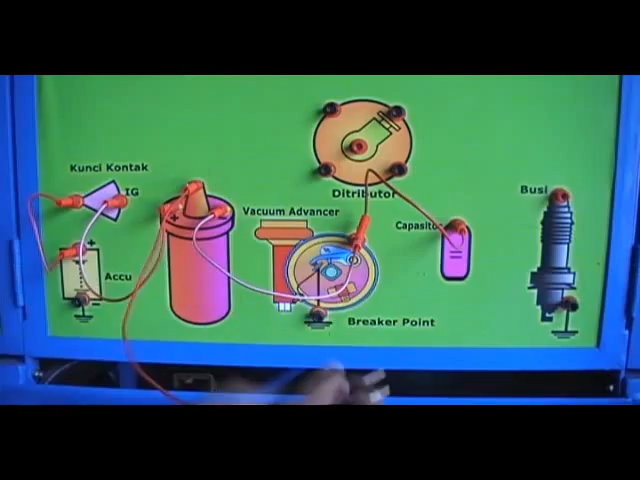 Kunci Kontak
IG
Accu
+
+
Vacuum Advancer
Ditributor
Capasitor
Breaker Point
Busi